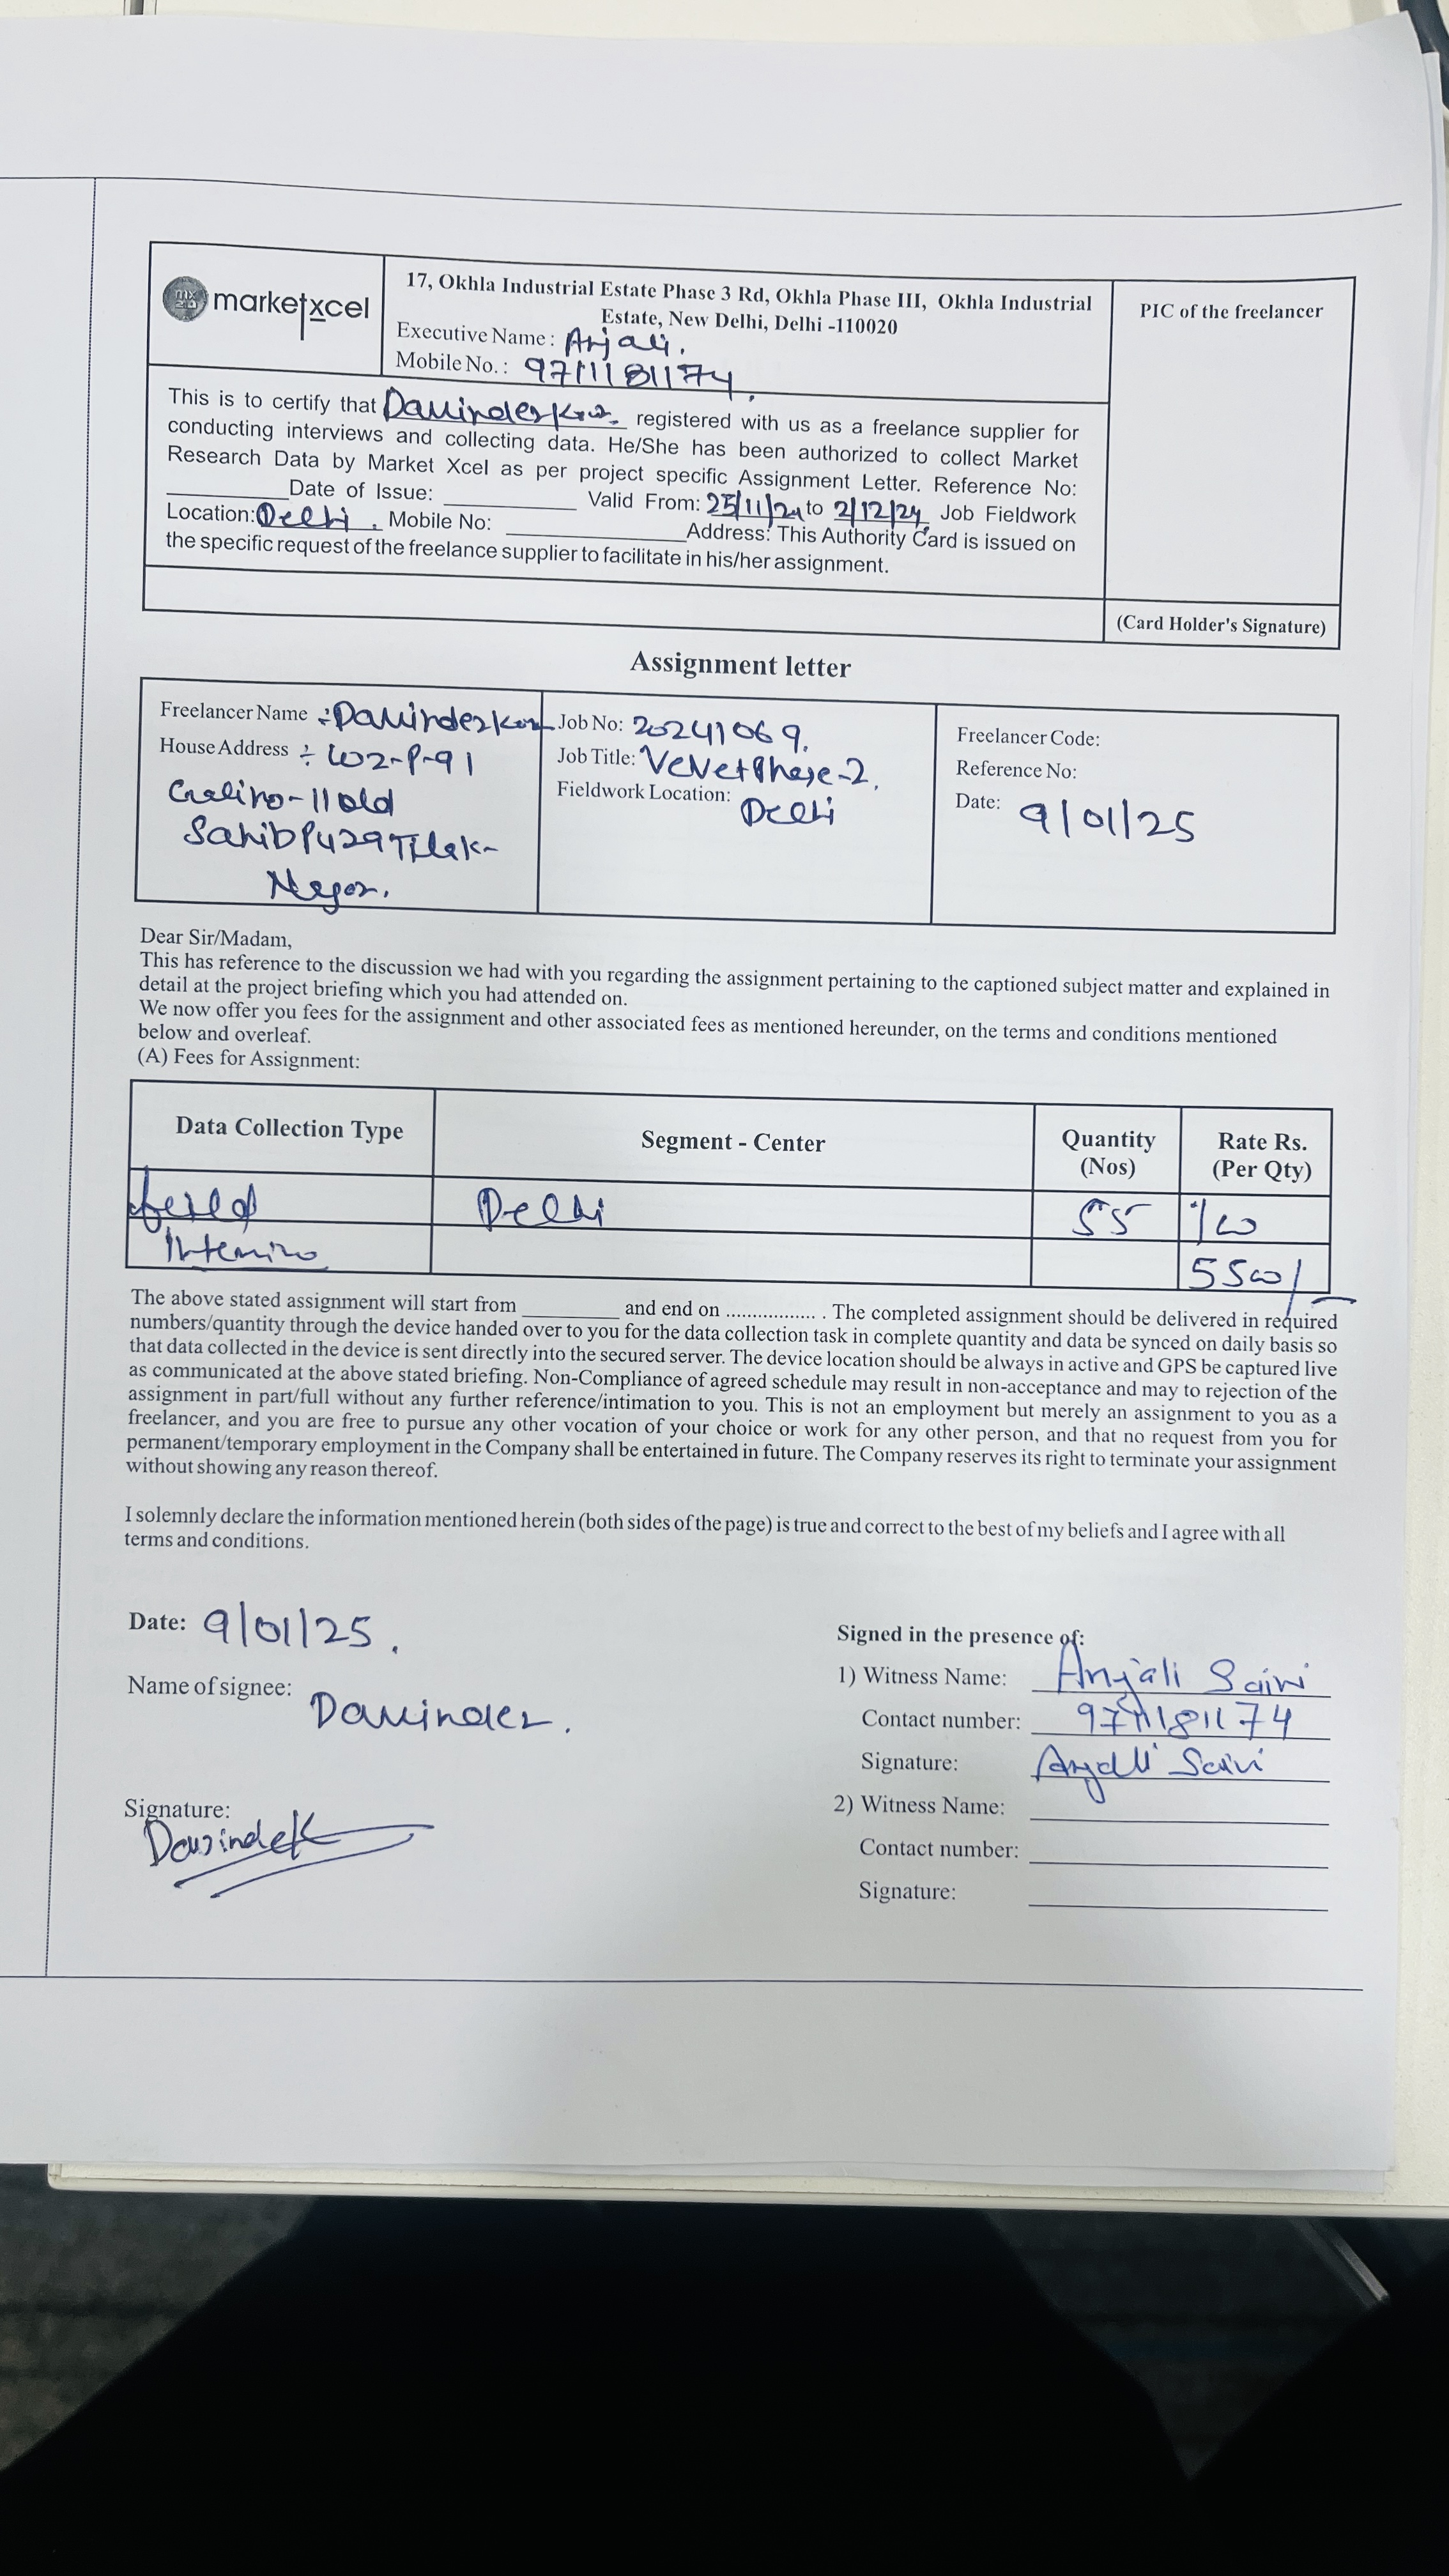 mx
marketxcel
17, Okhla Industrial Estate Phase 3 Rd, Okhla Phase III, Okhla Industrial
Estate, New Delhi, Delhi -110020
Executive Name : Anjali.
Mobile No. : 9711181174.
PIC of the freelancer
This is to certify that Davinder registered with us as a freelance supplier for
conducting interviews and collecting data. He/She has been authorized to collect Market
Research Data by Market Xcel as per project specific Assignment Letter. Reference No:
Date of Issue: Valid From: 25/11/24 to 2/12/24, Job Fieldwork
Location: Delhi. Mobile No: Address: This Authority Card is issued on
the specific request of the freelance supplier to facilitate in his/her assignment.
(Card Holder's Signature)
Assignment letter
Freelancer Name :- Davinder
House Address ÷ WZ-P-91
-11 old
Sahibpura Tilak-
Nagar.
Job No: 20241069.
Job Title: Phase-2.
Fieldwork Location: Delhi
Freelancer Code:
Reference No:
Date: 9/01/25
Dear Sir/Madam,
This has reference to the discussion we had with you regarding the assignment pertaining to the captioned subject matter and explained in
detail at the project briefing which you had attended on.
We now offer you fees for the assignment and other associated fees as mentioned hereunder, on the terms and conditions mentioned
below and overleaf.
(A) Fees for Assignment:
Data Collection Type Segment - Center Quantity (Nos) Rate Rs. (Per Qty)
Delhi 55
5500/-
The above stated assignment will start from __________ and end on ................ . The completed assignment should be delivered in required
numbers/quantity through the device handed over to you for the data collection task in complete quantity and data be synced on daily basis so
that data collected in the device is sent directly into the secured server. The device location should be always in active and GPS be captured live
as communicated at the above stated briefing. Non-Compliance of agreed schedule may result in non-acceptance and may to rejection of the
assignment in part/full without any further reference/intimation to you. This is not an employment but merely an assignment to you as a
freelancer, and you are free to pursue any other vocation of your choice or work for any other person, and that no request from you for
permanent/temporary employment in the Company shall be entertained in future. The Company reserves its right to terminate your assignment
without showing any reason thereof.
I solemnly declare the information mentioned herein (both sides of the page) is true and correct to the best of my beliefs and I agree with all
terms and conditions.
Date: 9/01/25.
Name of signee: Davinder.
Signature:
Davinder
Signed in the presence of:
1) Witness Name: Anjali Saini
Contact number: 9711181174
Signature: Anjali Saini
2) Witness Name:
Contact number:
Signature: